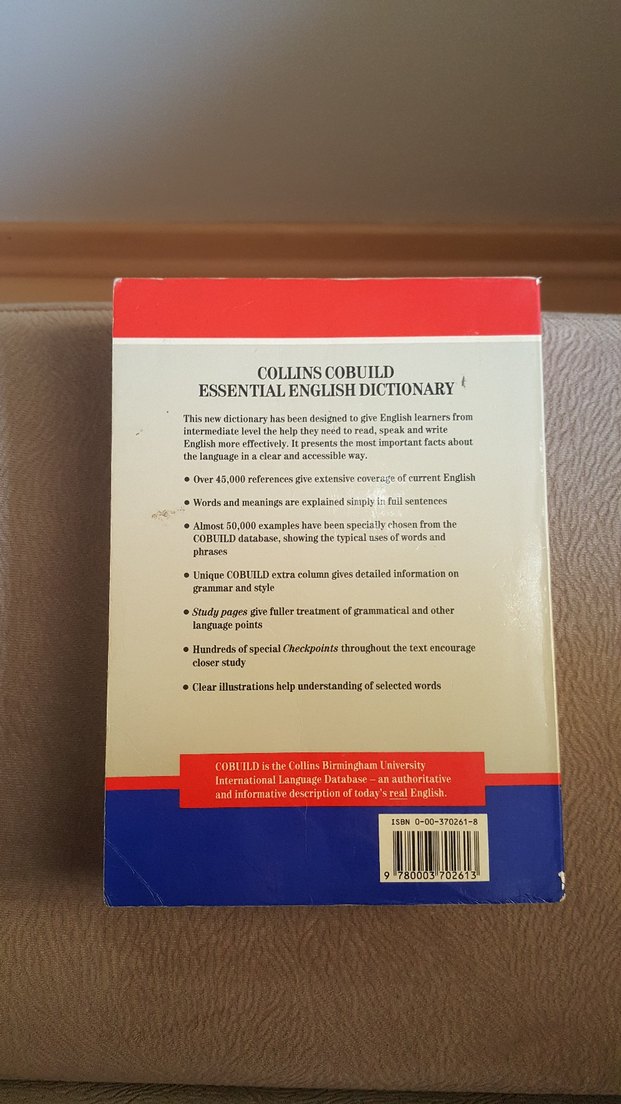 COLLINS COBUILD
ESSENTIAL ENGLISH DICTIONARY
This new dictionary has been designed to give English learners from
intermediate level the help they need to read, speak and write
English more effectively. It presents the most important facts about
the language in a clear and accessible way.
● Over 45,000 references give extensive coverage of current English
● Words and meanings are explained simply in full sentences
● Almost 50,000 examples have been specially chosen from the
COBUILD database, showing the typical uses of words and
phrases
● Unique COBUILD extra column gives detailed information on
grammar and style
● Study pages give fuller treatment of grammatical and other
language points
● Hundreds of special Checkpoints throughout the text encourage
closer study
● Clear illustrations help understanding of selected words
COBUILD is the Collins Birmingham University
International Language Database – an authoritative
and informative description of today's real English.
ISBN 0-00-370261-8
9 780003 702613